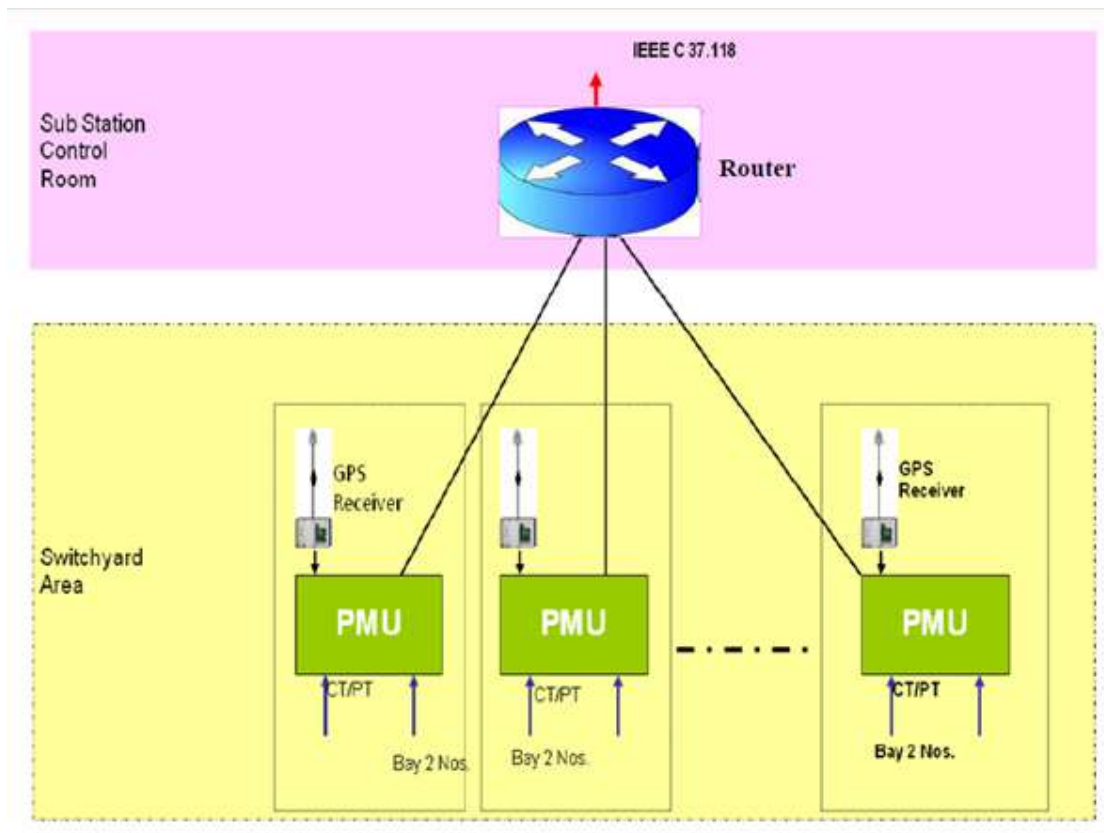 IEEE C 37.118
Sub Station
Control
Room
Router
GPS
Receiver
GPS
Receiver
Switchyard
Area
PMU
PMU
PMU
CT/PT
CT/PT
CT/PT
Bay 2 Nos.
Bay 2 Nos.
Bay 2 Nos.